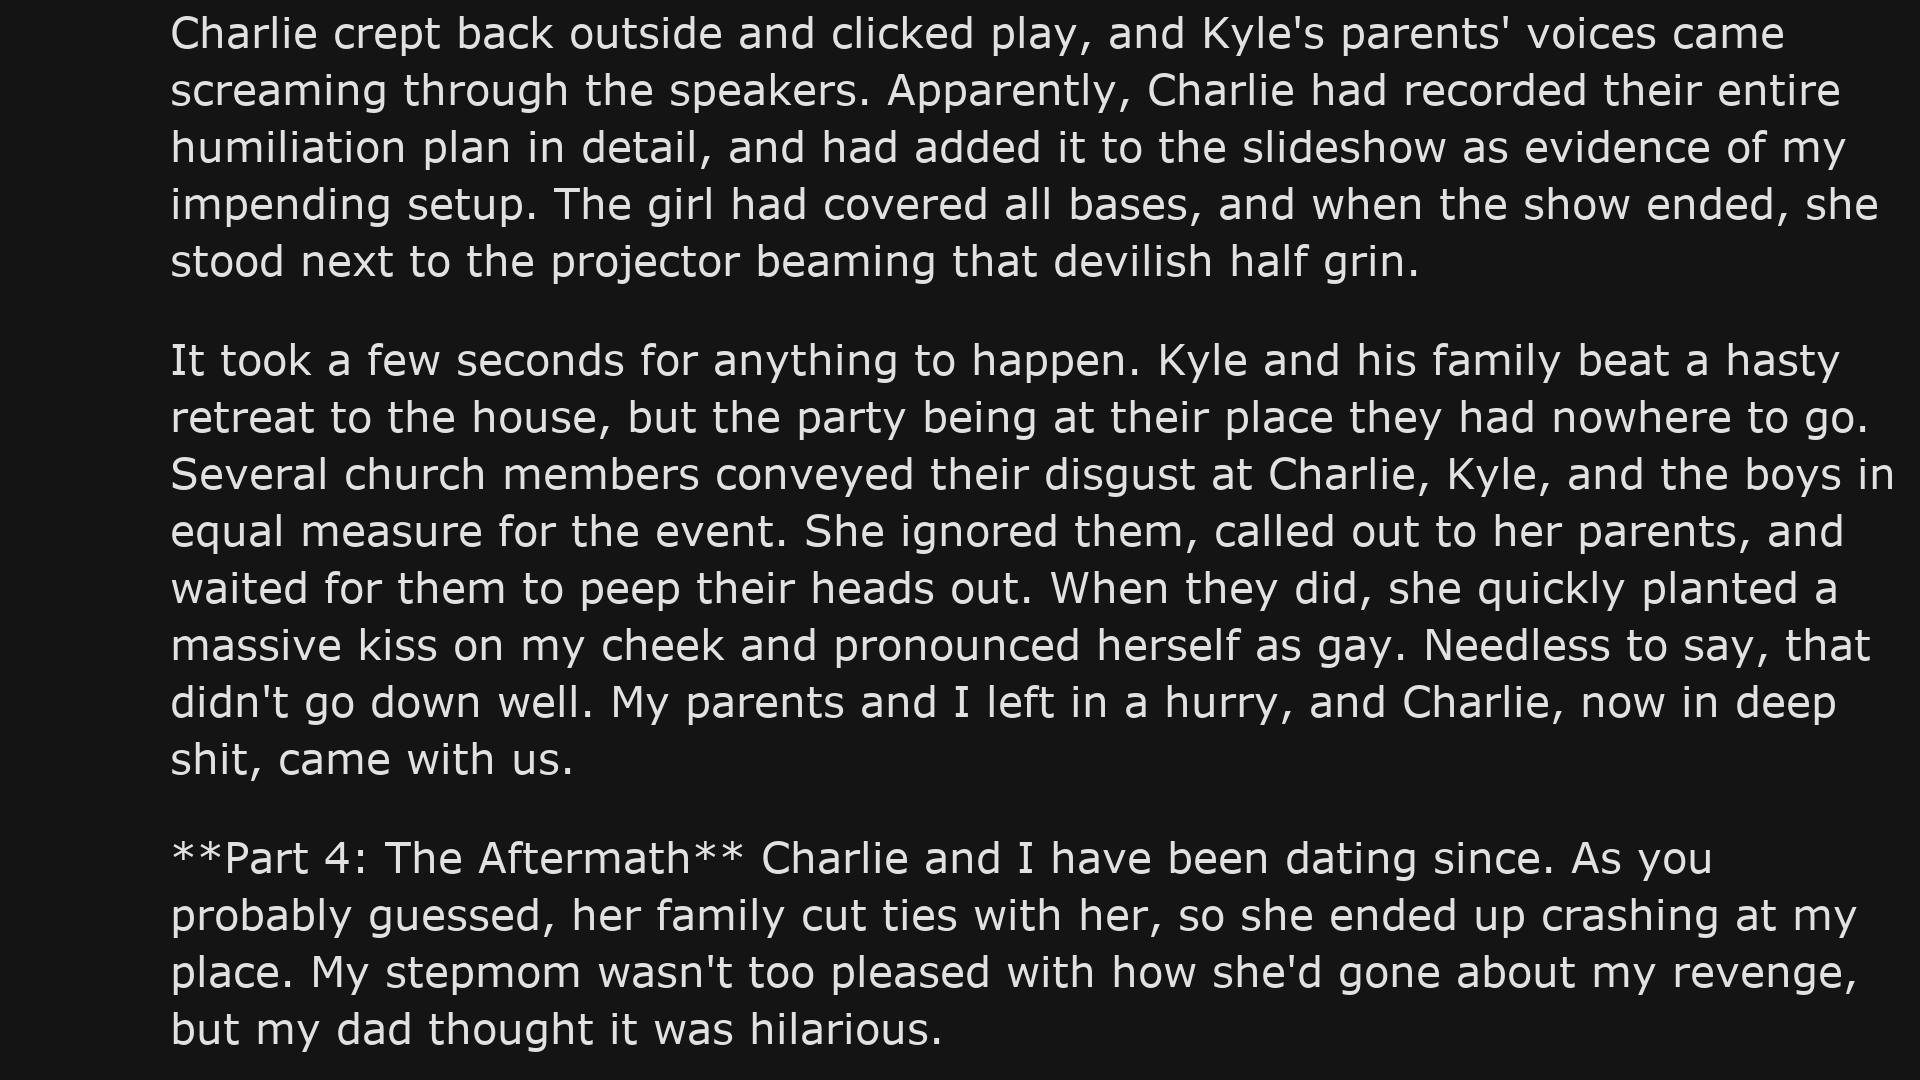 Charlie crept back outside and clicked play, and Kyle's parents' voices came
screaming through the speakers. Apparently, Charlie had recorded their entire
humiliation plan in detail, and had added it to the slideshow as evidence of my
impending setup. The girl had covered all bases, and when the show ended, she
stood next to the projector beaming that devilish half grin.
It took a few seconds for anything to happen. Kyle and his family beat a hasty
retreat to the house, but the party being at their place they had nowhere to go.
Several church members conveyed their disgust at Charlie, Kyle, and the boys in
equal measure for the event. She ignored them, called out to her parents, and
waited for them to peep their heads out. When they did, she quickly planted a
massive kiss on my cheek and pronounced herself as gay. Needless to say, that
didn't go down well. My parents and I left in a hurry, and Charlie, now in deep
shit, came with us.
**Part 4: The Aftermath** Charlie and I have been dating since. As you
probably guessed, her family cut ties with her, so she ended up crashing at my
place. My stepmom wasn't too pleased with how she'd gone about my revenge,
but my dad thought it was hilarious.